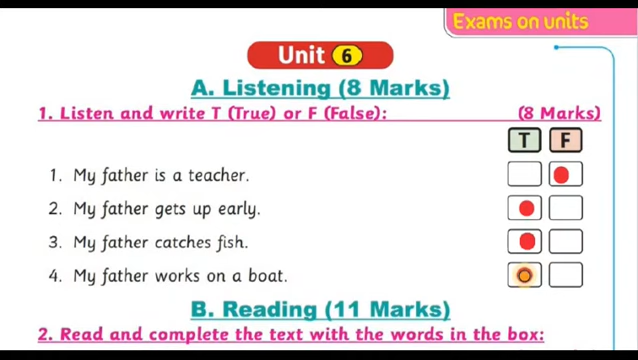 Exams on units
Unit 6
A. Listening (8 Marks)
1. Listen and write T (True) or F (False): (8 Marks)
T F
1. My father is a teacher.
2. My father gets up early.
3. My father catches fish.
4. My father works on a boat.
B. Reading (11 Marks)
2. Read and complete the text with the words in the box: